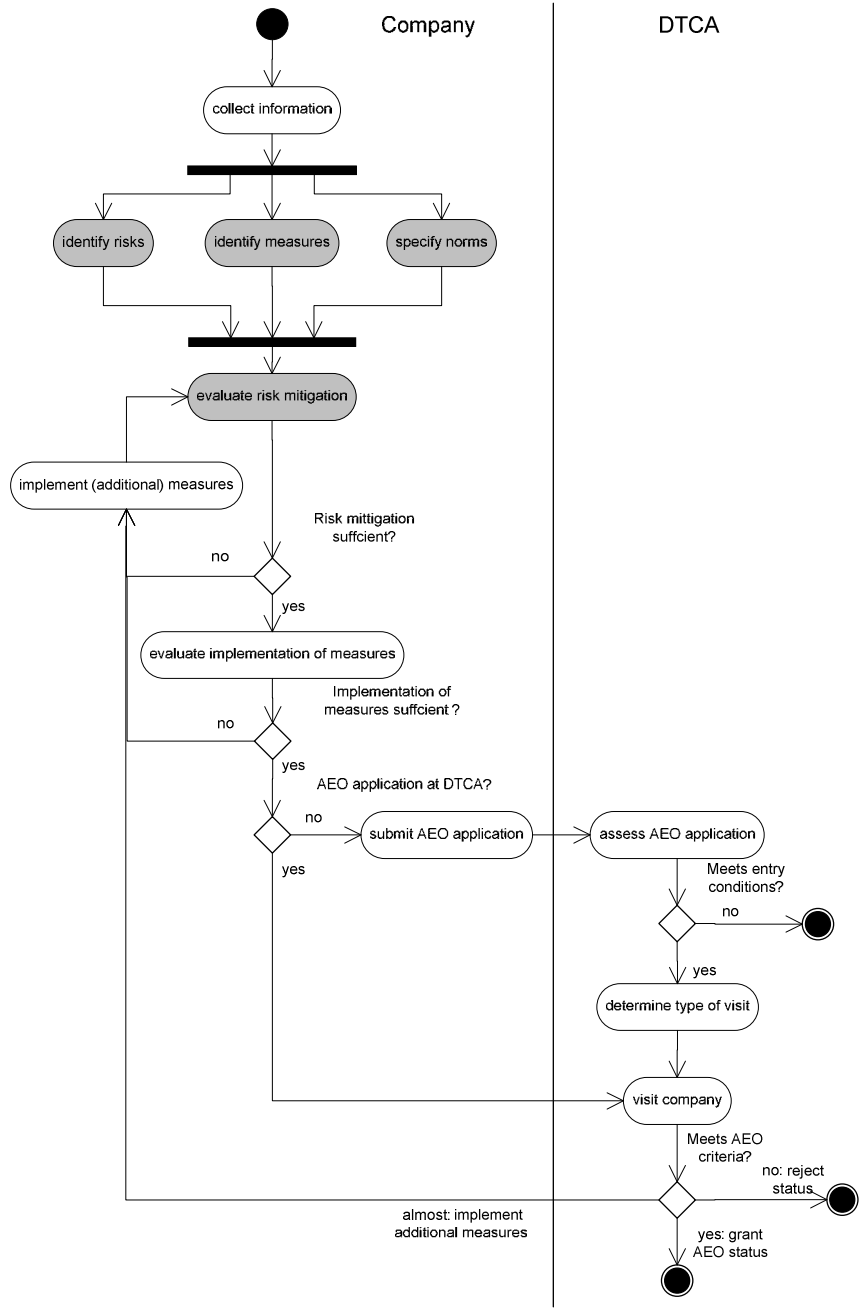 Company
DTCA
collect information
identify risks
identify measures
specify norms
evaluate risk mitigation
implement (additional) measures
Risk mittigation
suffcient?
no
yes
evaluate implementation of measures
Implementation of
measures suffcient ?
no
yes
AEO application at DTCA?
no
submit AEO application
assess AEO application
yes
Meets entry
conditions?
no
yes
determine type of visit
visit company
Meets AEO
criteria?
no: reject
status
almost: implement
additional measures
yes: grant
AEO status